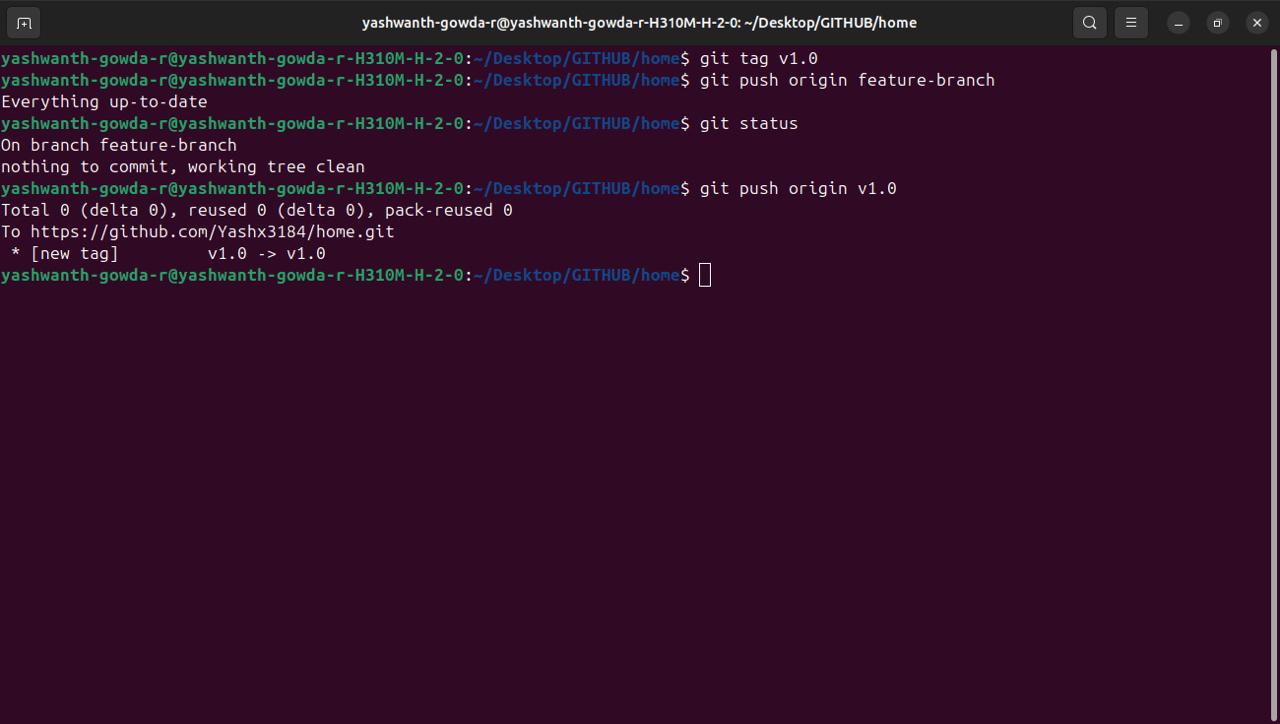 yashwanth-gowda-r@yashwanth-gowda-r-H310M-H-2-0: ~/Desktop/GITHUB/home
yashwanth-gowda-r@yashwanth-gowda-r-H310M-H-2-0:~/Desktop/GITHUB/home$ git tag v1.0
yashwanth-gowda-r@yashwanth-gowda-r-H310M-H-2-0:~/Desktop/GITHUB/home$ git push origin feature-branch
Everything up-to-date
yashwanth-gowda-r@yashwanth-gowda-r-H310M-H-2-0:~/Desktop/GITHUB/home$ git status
On branch feature-branch
nothing to commit, working tree clean
yashwanth-gowda-r@yashwanth-gowda-r-H310M-H-2-0:~/Desktop/GITHUB/home$ git push origin v1.0
Total 0 (delta 0), reused 0 (delta 0), pack-reused 0
To https://github.com/Yashx3184/home.git
 * [new tag]         v1.0 -> v1.0
yashwanth-gowda-r@yashwanth-gowda-r-H310M-H-2-0:~/Desktop/GITHUB/home$